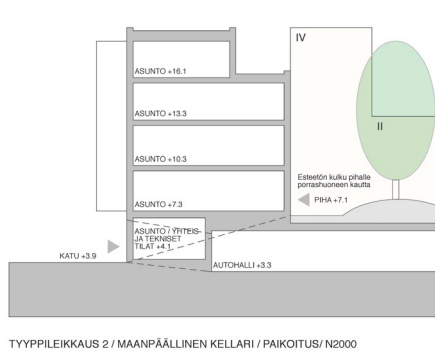 IV
ASUNTO +16.1
ASUNTO +13.3
II
ASUNTO +10.3
Esteetön kulku pihalle
porrashuoneen kautta
PIHA +7.1
ASUNTO +7.3
ASUNTO / YHTEIS-
JA TEKNISET
TILAT +4.1
KATU +3.9
AUTOHALLI +3.3
TYYPPILEIKKAUS 2 / MAANPÄÄLLINEN KELLARI / PAIKOITUS/ N2000